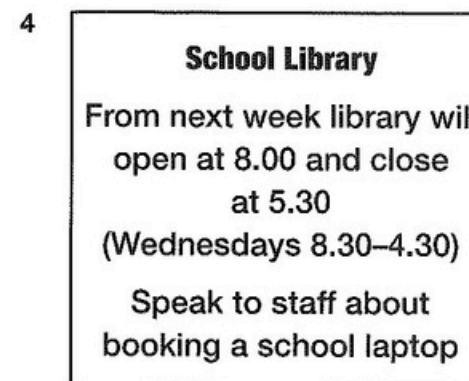 4
School Library
From next week library wil
open at 8.00 and close
at 5.30
(Wednesdays 8.30–4.30)
Speak to staff about
booking a school laptop